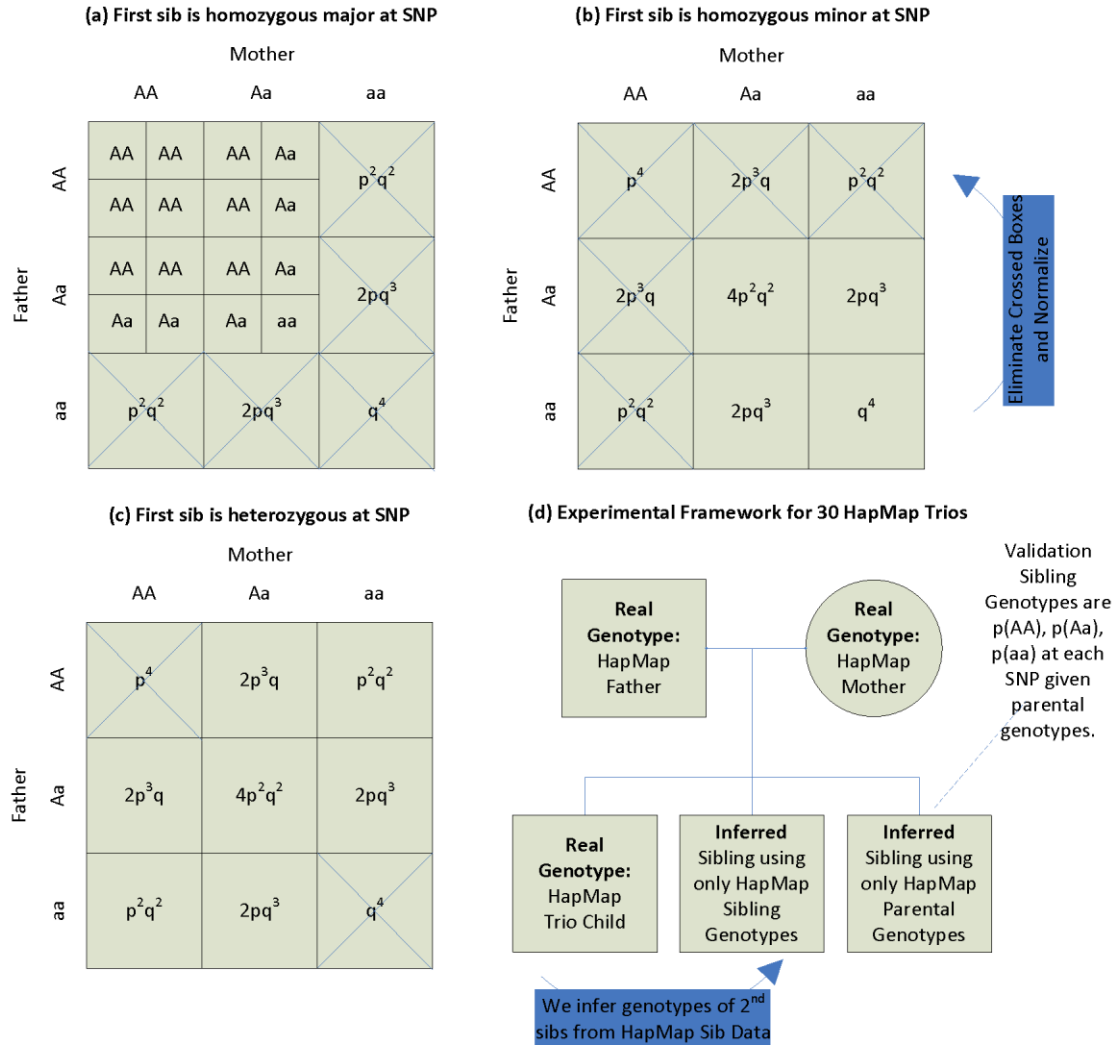 (a) First sib is homozygous major at SNP
Mother
AA Aa aa
Father
AA
AA AA AA Aa
AA AA AA Aa
p²q²
Aa
AA AA AA Aa
Aa Aa Aa aa
2pq³
aa
p²q² 2pq³ q⁴
(b) First sib is homozygous minor at SNP
Mother
AA Aa aa
Father
AA
p⁴ 2p³q p²q²
Aa
2p³q 4p²q² 2pq³
aa
p²q² 2pq³ q⁴
Eliminate Crossed Boxes
and Normalize
(c) First sib is heterozygous at SNP
Mother
AA Aa aa
Father
AA
p⁴ 2p³q p²q²
Aa
2p³q 4p²q² 2pq³
aa
p²q² 2pq³ q⁴
(d) Experimental Framework for 30 HapMap Trios
Real
Genotype:
HapMap
Father
Real
Genotype:
HapMap
Mother
Validation
Sibling
Genotypes are
p(AA), p(Aa),
p(aa) at each
SNP given
parental
genotypes.
Real
Genotype:
HapMap
Trio Child
Inferred
Sibling using
only HapMap
Sibling
Genotypes
Inferred
Sibling using
only HapMap
Parental
Genotypes
We infer genotypes of 2ⁿᵈ
sibs from HapMap Sib Data